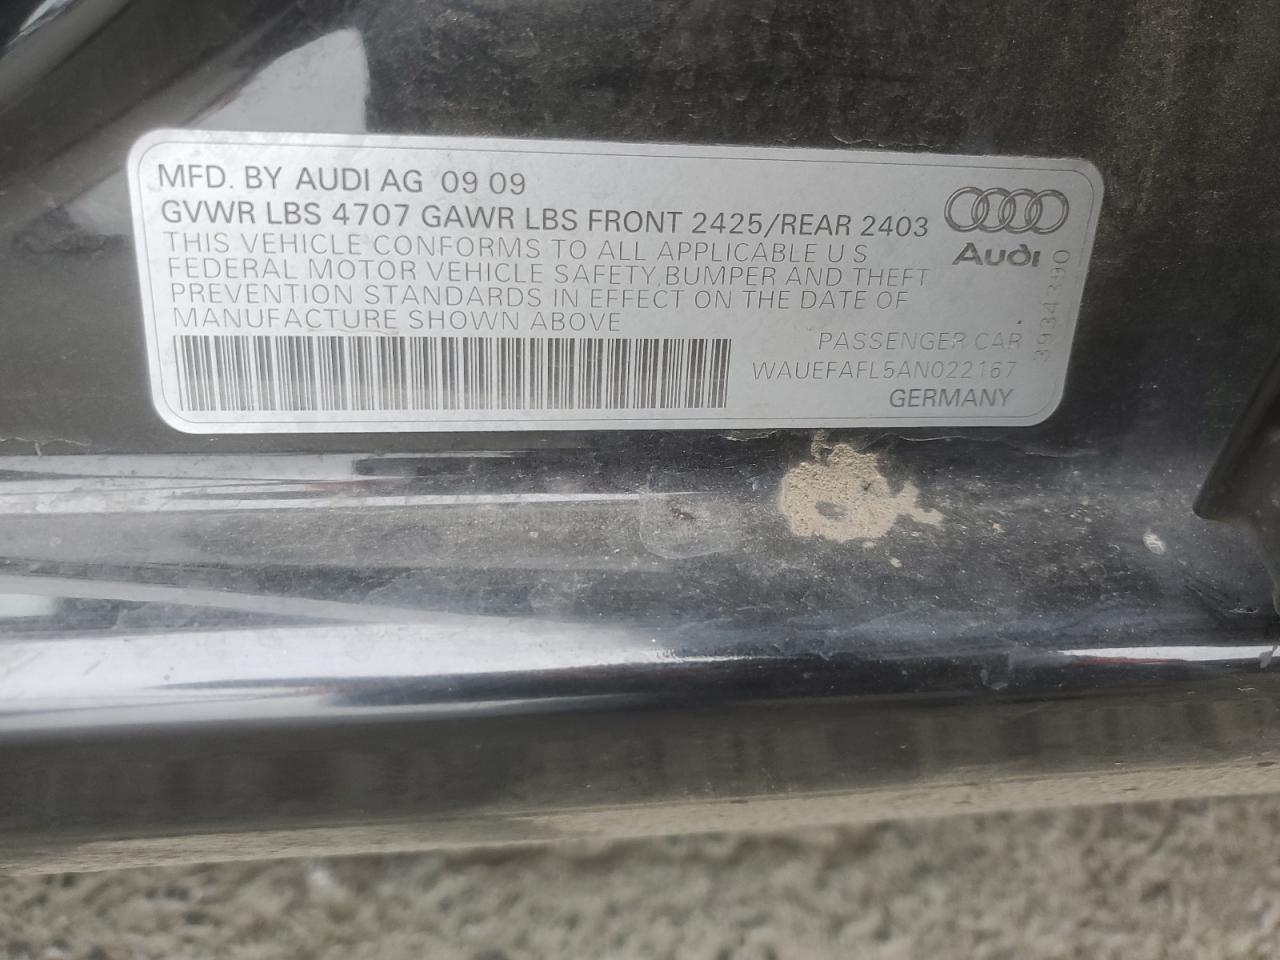 MFD. BY AUDI AG 09 09
GVWR LBS 4707 GAWR LBS FRONT 2425/REAR 2403
THIS VEHICLE CONFORMS TO ALL APPLICABLE U S
FEDERAL MOTOR VEHICLE SAFETY, BUMPER AND THEFT
PREVENTION STANDARDS IN EFFECT ON THE DATE OF
MANUFACTURE SHOWN ABOVE
PASSENGER CAR
WAUEFAFL5AN022167
GERMANY
Audi
3934390